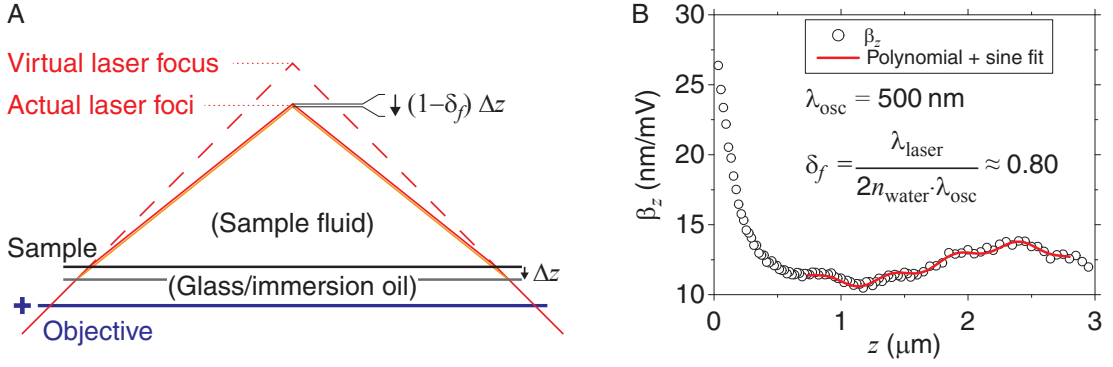 A
Virtual laser focus
Actual laser foci
(1−δf) Δz
(Sample fluid)
Sample
Δz
(Glass/immersion oil)
+
Objective
B
30
25
20
15
10
βz (nm/mV)
βz
Polynomial + sine fit
λosc = 500 nm
δf = λlaser / 2nwater·λosc ≈ 0.80
0
1
2
3
z (μm)